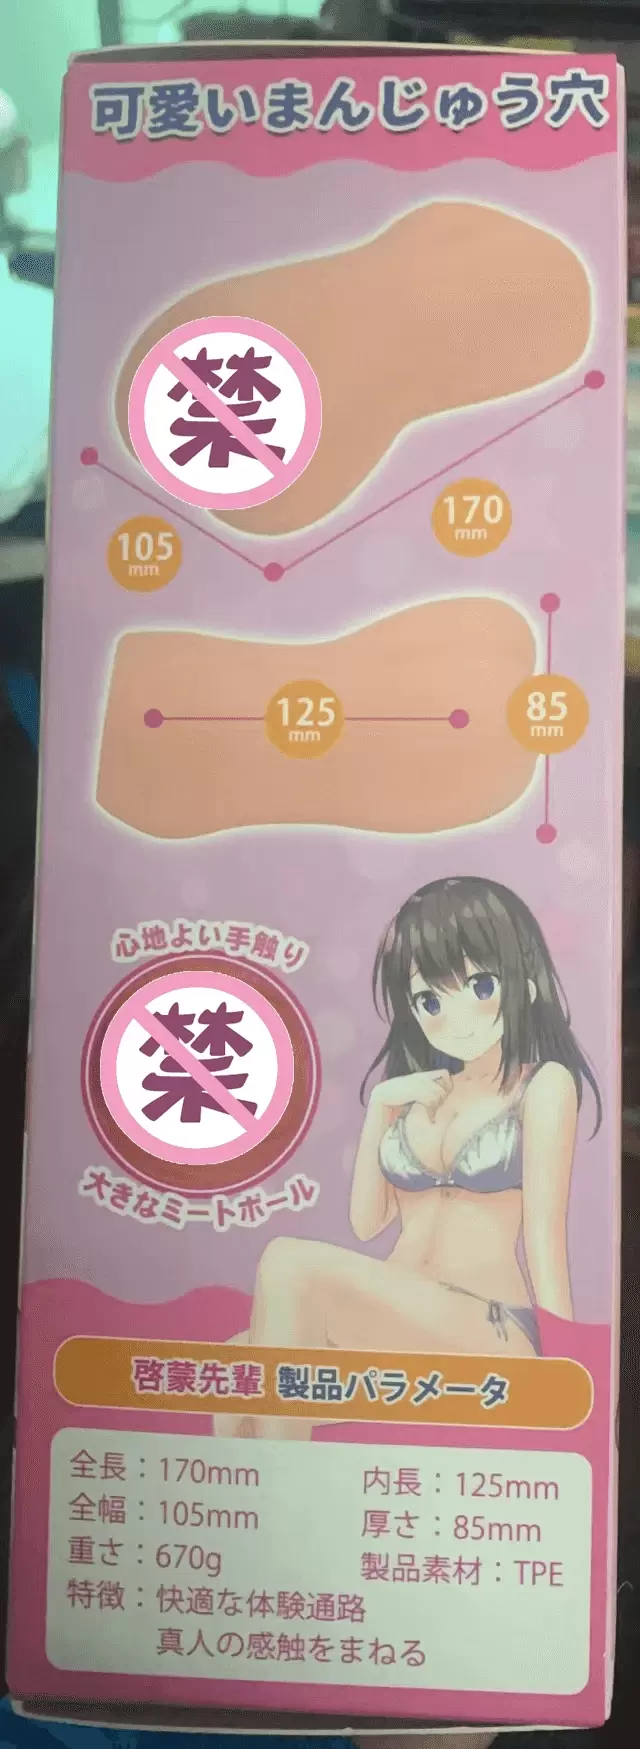 可愛いまんじゅう穴
禁
170
mm
105
mm
125
mm
85
mm
心地よい手触り
禁
大きなミートボール
啓蒙先輩 製品パラメータ
全長：170mm
内長：125mm
全幅：105mm
厚さ：85mm
重さ：670g
製品素材：TPE
特徴：快適な体験通路
真人の感触をまねる